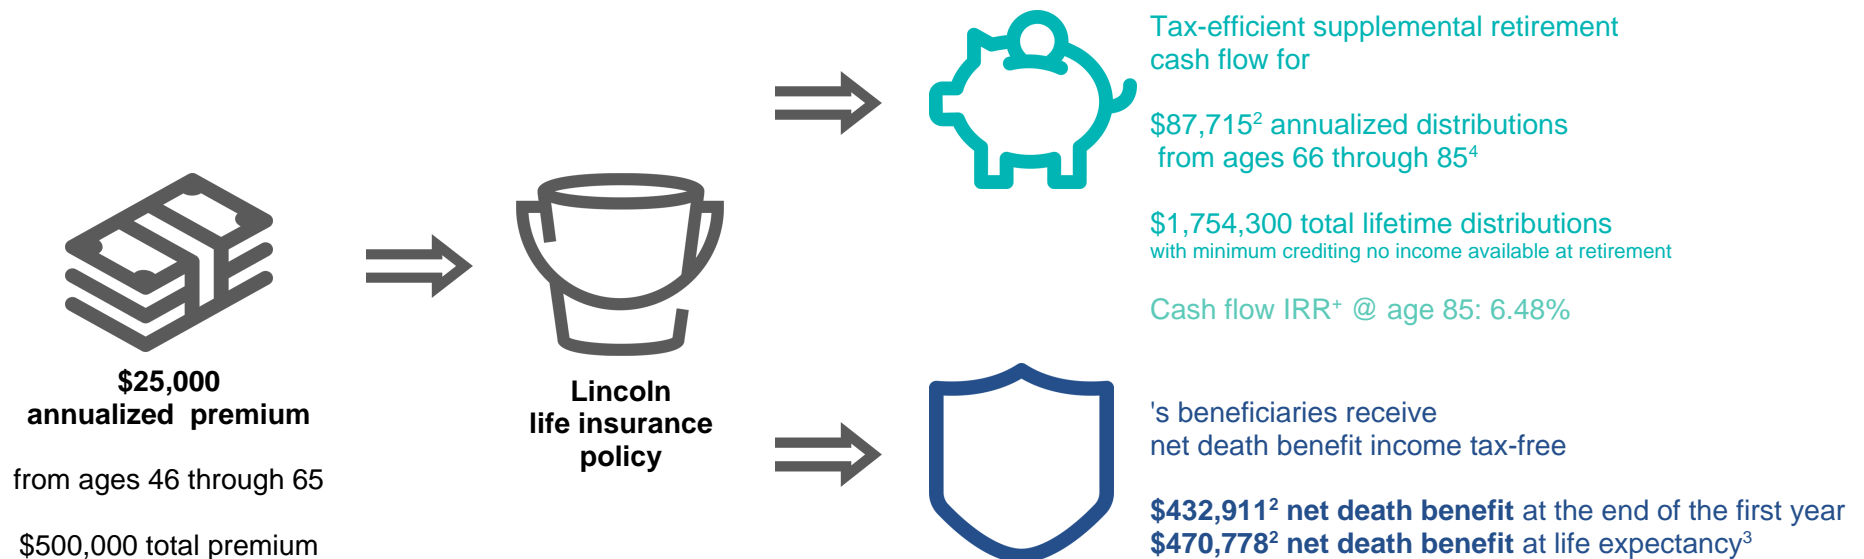 $25,000
annualized premium
from ages 46 through 65
$500,000 total premium
Lincoln
life insurance
policy
Tax-efficient supplemental retirement
cash flow for
$87,715² annualized distributions
from ages 66 through 85⁴
$1,754,300 total lifetime distributions
with minimum crediting no income available at retirement
Cash flow IRR⁺ @ age 85: 6.48%
's beneficiaries receive
net death benefit income tax-free
$432,911² net death benefit at the end of the first year
$470,778² net death benefit at life expectancy³